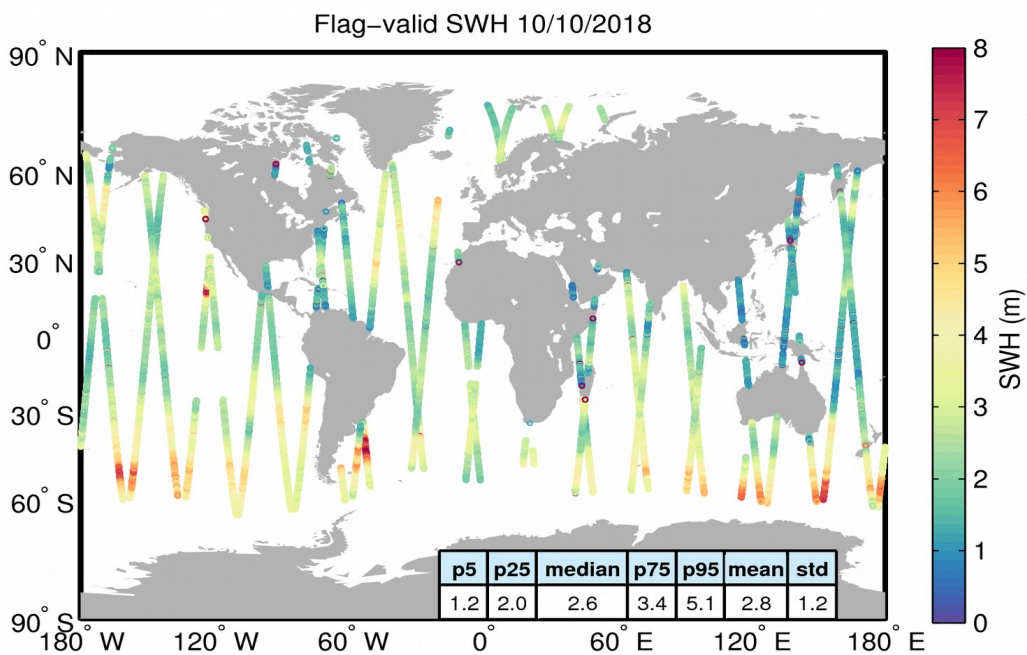 Flag−valid SWH 10/10/2018
90° N
60° N
30° N
0°
30° S
60° S
90° S
180° W
120° W
60° W
0°
60° E
120° E
180° E
p5 p25 median p75 p95 mean std
1.2 2.0 2.6 3.4 5.1 2.8 1.2
8
7
6
5
4
3
2
1
0
SWH (m)